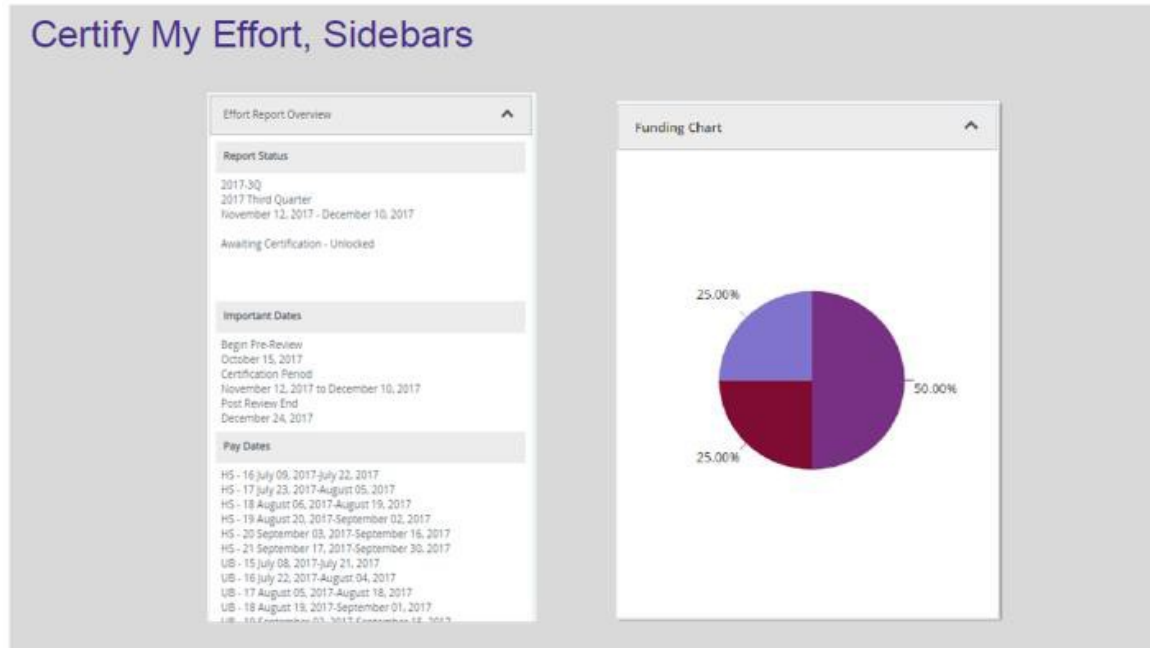 Certify My Effort, Sidebars
Effort Report Overview
Report Status
2017-3Q
2017 Third Quarter
November 12, 2017 - December 10, 2017
Awaiting Certification - Unlocked
Important Dates
Begin Pre-Review
October 15, 2017
Certification Period
November 12, 2017 to December 10, 2017
Post Review End
December 24, 2017
Pay Dates
HS - 16 July 09, 2017-July 22, 2017
HS - 17 July 23, 2017-August 05, 2017
HS - 18 August 06, 2017-August 19, 2017
HS - 19 August 20, 2017-September 02, 2017
HS - 20 September 03, 2017-September 16, 2017
HS - 21 September 17, 2017-September 30, 2017
UB - 15 July 08, 2017-July 21, 2017
UB - 16 July 22, 2017-August 04, 2017
UB - 17 August 05, 2017-August 18, 2017
UB - 18 August 19, 2017-September 01, 2017
Funding Chart
25.00%
50.00%
25.00%